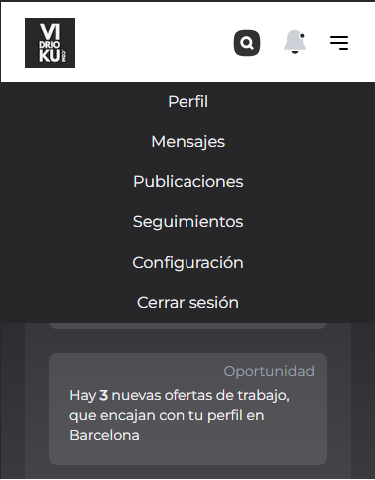 VI
DRIO
KU
Perfil
Mensajes
Publicaciones
Seguimientos
Configuración
Cerrar sesión
Oportunidad
Hay 3 nuevas ofertas de trabajo,
que encajan con tu perfil en
Barcelona